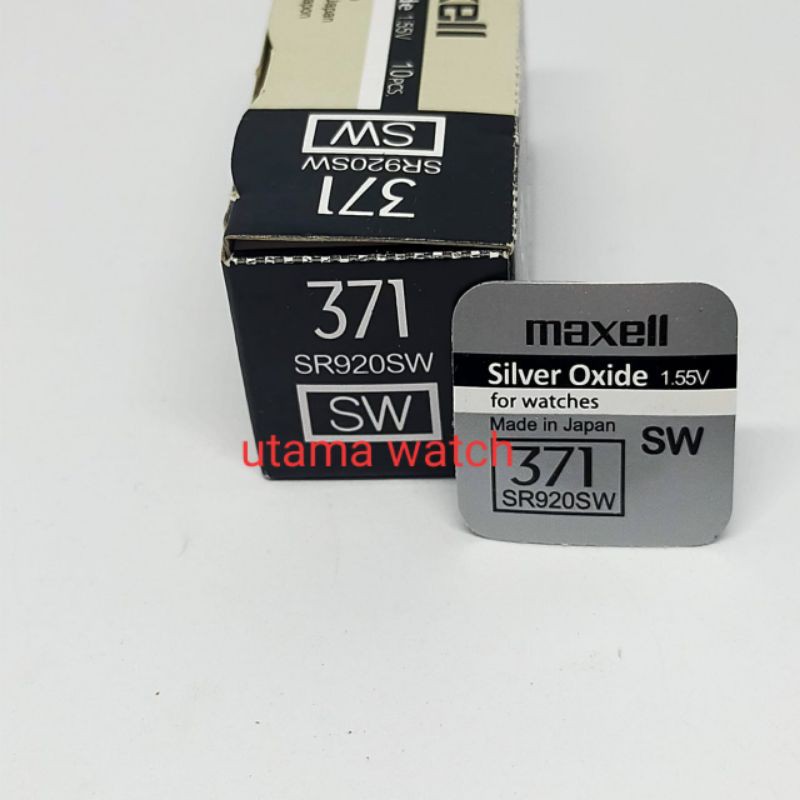 maxell
Silver Oxide 1.55V
for watches
Made in Japan
SW
371
SR920SW
371
SR920SW
SW
371
SR920SW
SW
1.55V 10PCS.
Japan
utama watch